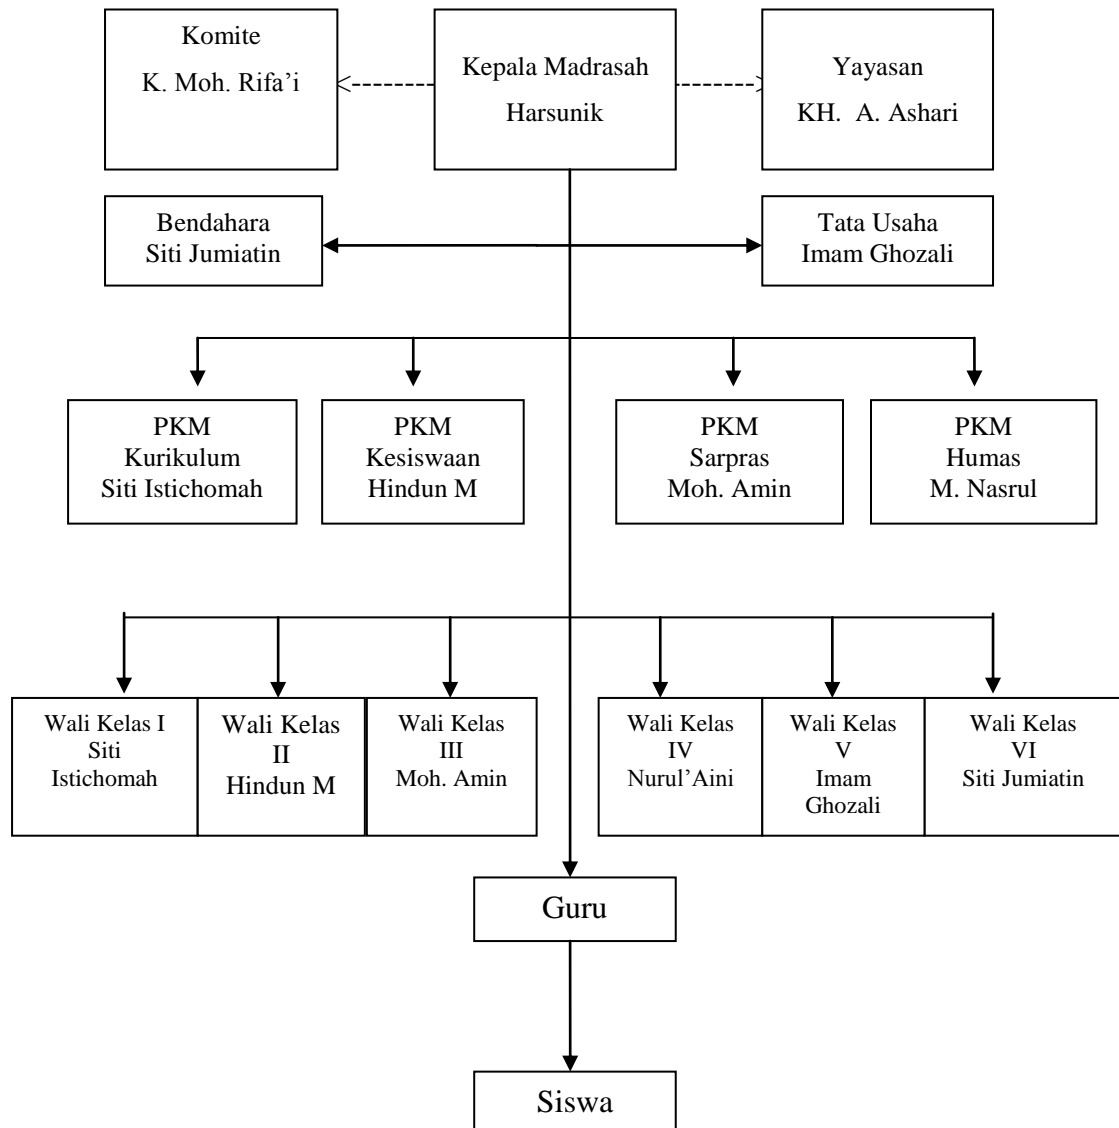 Komite
K. Moh. Rifa’i
Kepala Madrasah
Harsunik
Yayasan
KH. A. Ashari
Bendahara
Siti Jumiatin
Tata Usaha
Imam Ghozali
PKM
Kurikulum
Siti Istichomah
PKM
Kesiswaan
Hindun M
PKM
Sarpras
Moh. Amin
PKM
Humas
M. Nasrul
Wali Kelas I
Siti
Istichomah
Wali Kelas
II
Hindun M
Wali Kelas
III
Moh. Amin
Wali Kelas
IV
Nurul’Aini
Wali Kelas
V
Imam
Ghozali
Wali Kelas
VI
Siti Jumiatin
Guru
Siswa